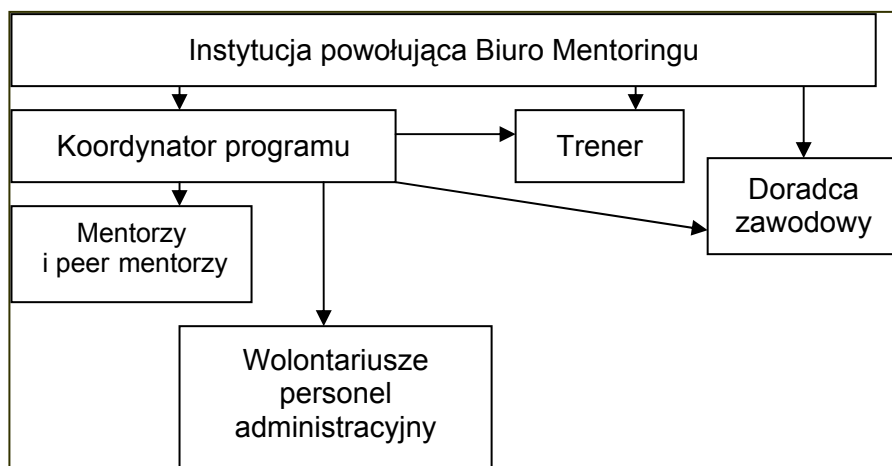 Instytucja powołująca Biuro Mentoringu
Koordynator programu
Trener
Doradca
zawodowy
Mentorzy
i peer mentorzy
Wolontariusze
personel
administracyjny